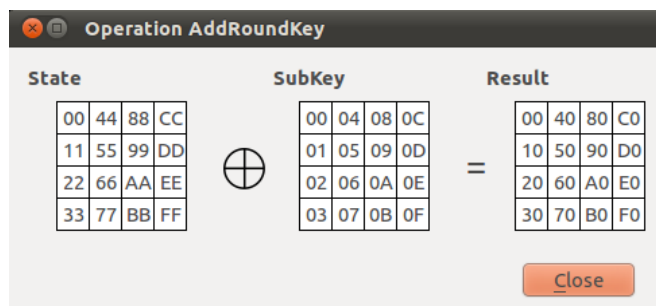 Operation AddRoundKey
State SubKey Result
00 44 88 CC 00 04 08 0C 00 40 80 C0
11 55 99 DD 01 05 09 0D 10 50 90 D0
22 66 AA EE 02 06 0A 0E = 20 60 A0 E0
33 77 BB FF 03 07 0B 0F 30 70 B0 F0
Close